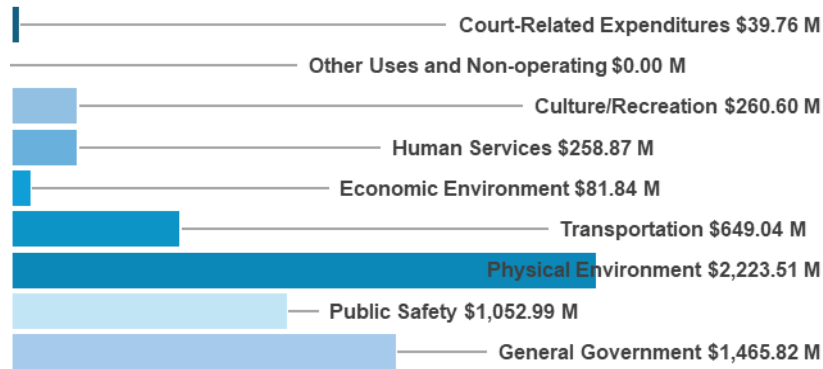 Court-Related Expenditures $39.76 M
Other Uses and Non-operating $0.00 M
Culture/Recreation $260.60 M
Human Services $258.87 M
Economic Environment $81.84 M
Transportation $649.04 M
Physical Environment $2,223.51 M
Public Safety $1,052.99 M
General Government $1,465.82 M